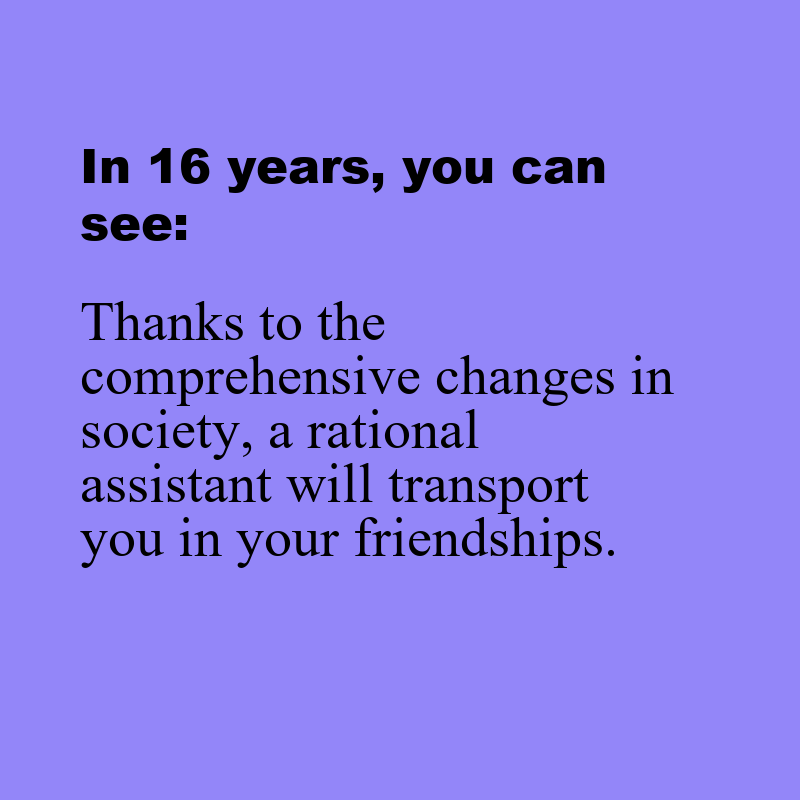 In 16 years, you can
see:
Thanks to the
comprehensive changes in
society, a rational
assistant will transport
you in your friendships.